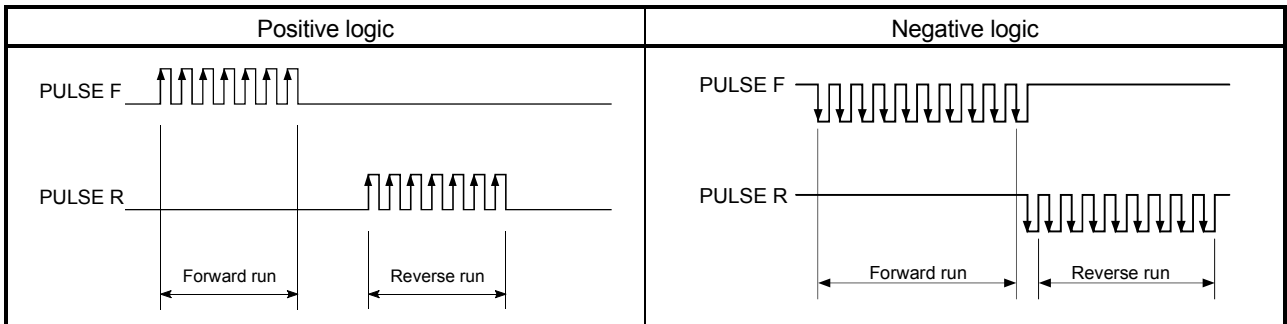 Positive logic
PULSE F
PULSE R
Forward run
Reverse run
Negative logic
PULSE F
PULSE R
Forward run
Reverse run